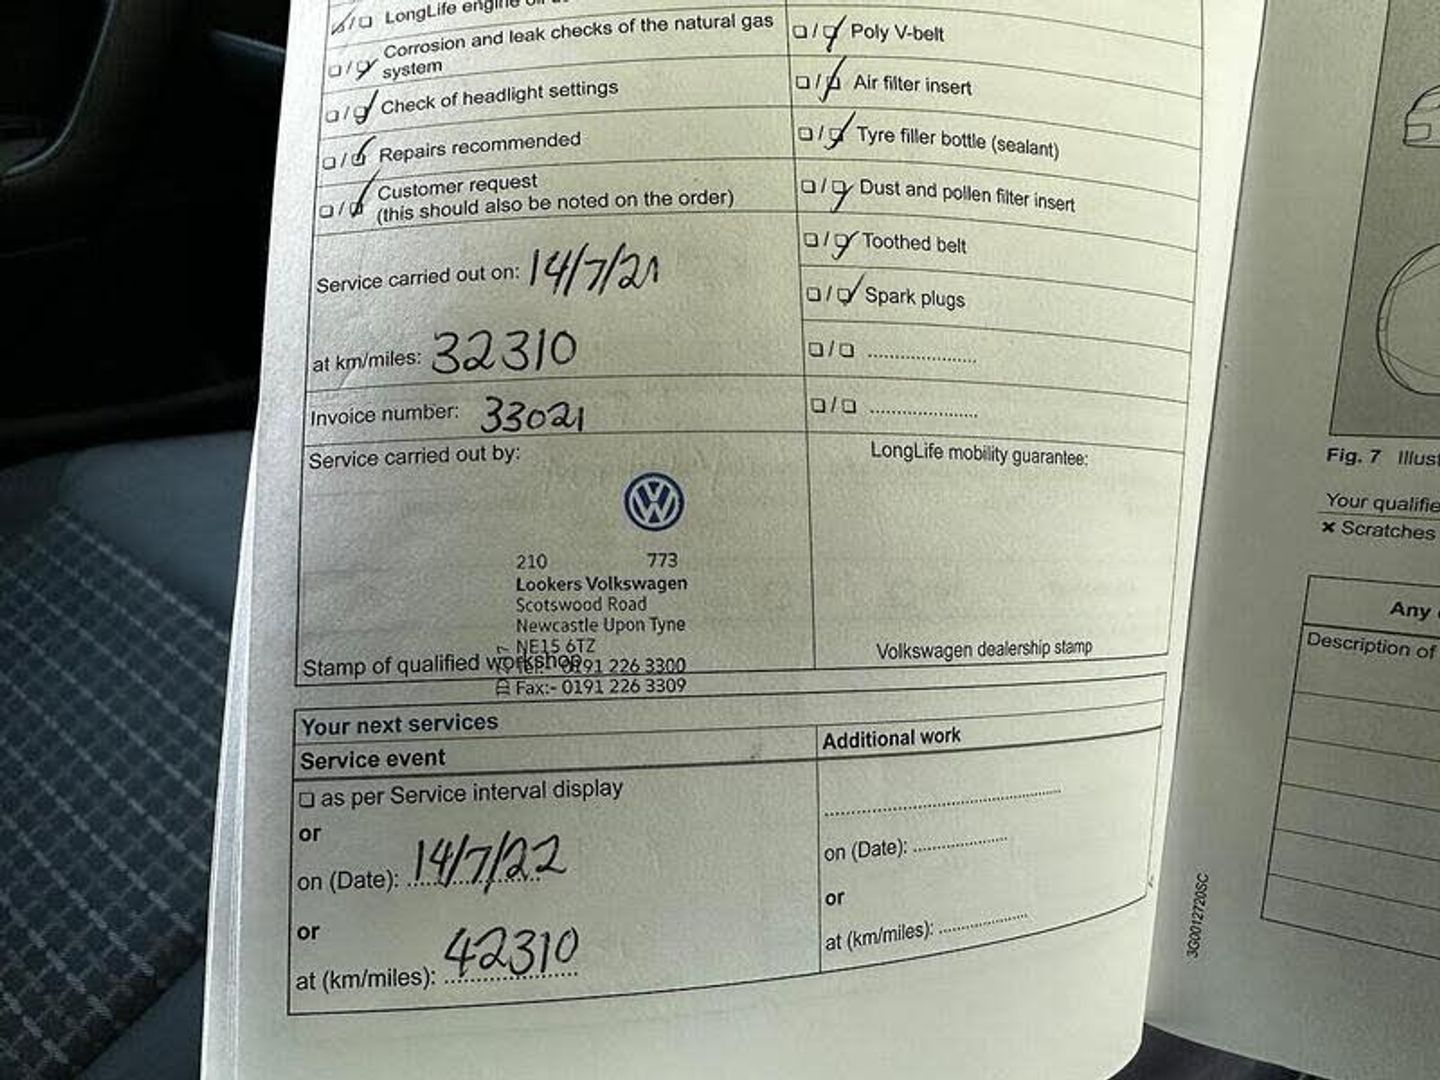 ☑/☐ LongLife engine oil
☐/☑ Corrosion and leak checks of the natural gas
system
☐/☑ Check of headlight settings
☐/☑ Repairs recommended
☐/☑ Customer request
(this should also be noted on the order)
Service carried out on: 14/7/21
at km/miles: 32310
Invoice number: 33021
Service carried out by:
210 773
Lookers Volkswagen
Scotswood Road
Newcastle Upon Tyne
NE15 6TZ
Stamp of qualified workshop
Tel:- 0191 226 3300
Fax:- 0191 226 3309
☐/☑ Poly V-belt
☐/☑ Air filter insert
☐/☑ Tyre filler bottle (sealant)
☐/☑ Dust and pollen filter insert
☐/☑ Toothed belt
☐/☑ Spark plugs
☐/☐ .....................
☐/☐ .....................
LongLife mobility guarantee:
Volkswagen dealership stamp
Your next services
Service event
☐ as per Service interval display
or
on (Date): 14/7/22
or
at (km/miles): 42310
Additional work
on (Date): ..................
or
at (km/miles): .................
3G0012720SC
Fig. 7 Illust
Your qualifie
× Scratches
Any
Description of